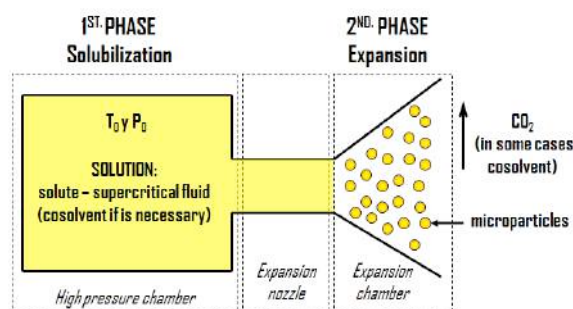 1ST. PHASE
Solubilization
2ND. PHASE
Expansion
T0 y P0
SOLUTION:
solute – supercritical fluid
(cosolvent if is necessary)
CO2
(in some cases
cosolvent)
microparticles
High pressure chamber
Expansion
nozzle
Expansion
chamber